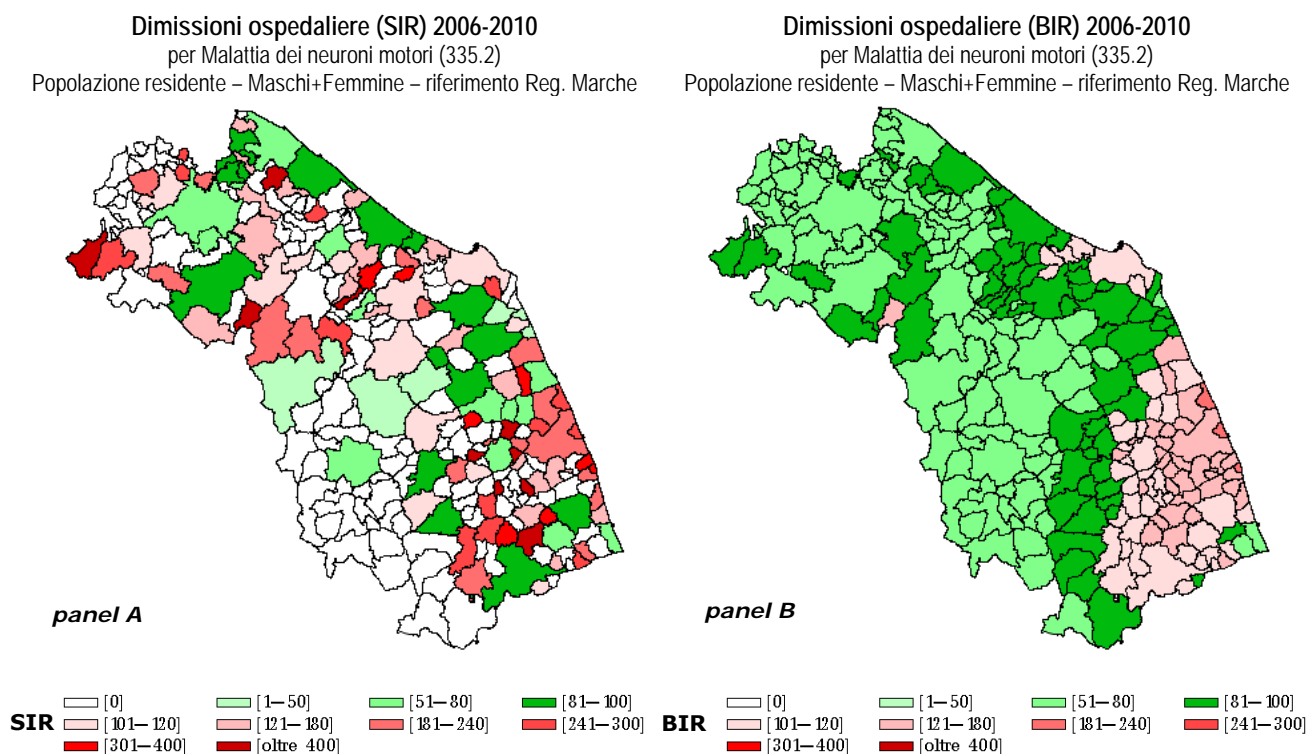 Dimissioni ospedaliere (SIR) 2006-2010
per Malattia dei neuroni motori (335.2)
Popolazione residente – Maschi+Femmine – riferimento Reg. Marche
panel A
SIR
[0] [1—50] [51—80] [81—100]
[101—120] [121—180] [181—240] [241—300]
[301—400] [oltre 400]
Dimissioni ospedaliere (BIR) 2006-2010
per Malattia dei neuroni motori (335.2)
Popolazione residente – Maschi+Femmine – riferimento Reg. Marche
panel B
BIR
[0] [1—50] [51—80] [81—100]
[101—120] [121—180] [181—240] [241—300]
[301—400] [oltre 400]